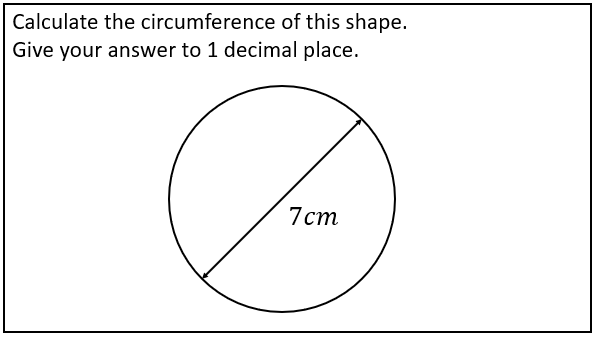 Calculate the circumference of this shape.
Give your answer to 1 decimal place.
7cm